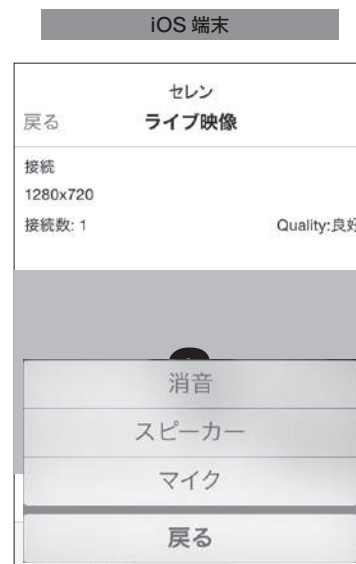 iOS 端末
セレン
戻る ライブ映像
接続
1280x720
接続数: 1 Quality:良好
消音
スピーカー
マイク
戻る